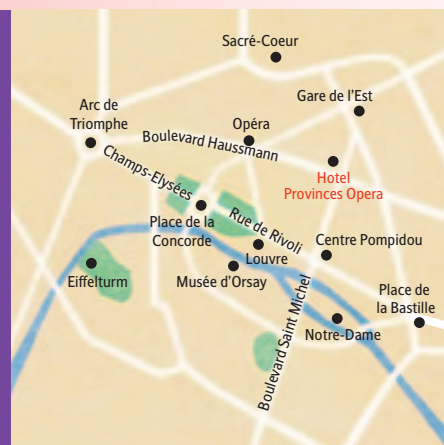 Sacré-Coeur
Gare de l'Est
Arc de
Triomphe
Opéra
Boulevard Haussmann
Champs-Elysées
Hotel
Provinces Opera
Place de la
Concorde
Rue de Rivoli
Louvre
Centre Pompidou
Eiffelturm
Musée d'Orsay
Place de
la Bastille
Boulevard Saint Michel
Notre-Dame